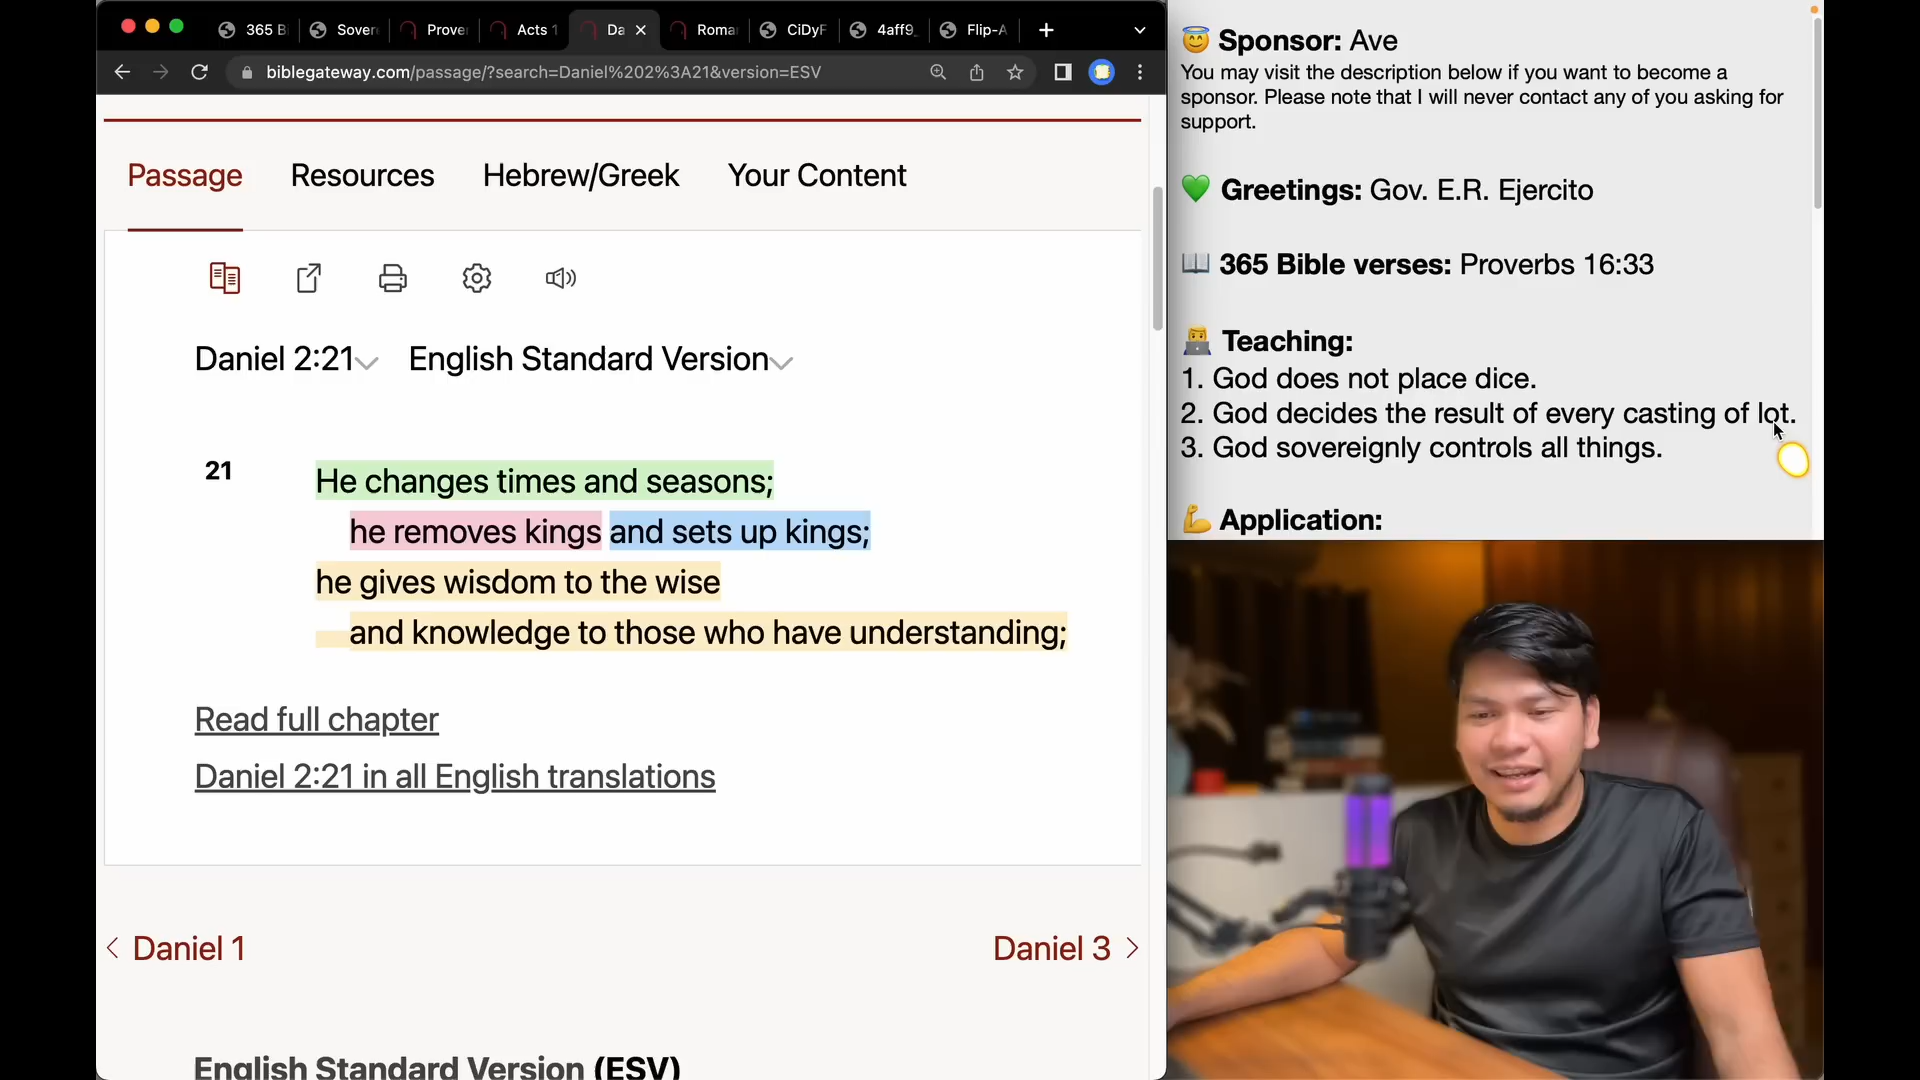 365 B
Sover
Prover
Acts 1
Da
Roma
CiDyF
4aff9
Flip-A
biblegateway.com/passage/?search=Daniel%202%3A21&version=ESV
Passage
Resources
Hebrew/Greek
Your Content
Daniel 2:21
English Standard Version
21
He changes times and seasons;
he removes kings and sets up kings;
he gives wisdom to the wise
and knowledge to those who have understanding;
Read full chapter
Daniel 2:21 in all English translations
< Daniel 1
Daniel 3 >
English Standard Version (ESV)
😇 Sponsor: Ave
You may visit the description below if you want to become a
sponsor. Please note that I will never contact any of you asking for
support.
💚 Greetings: Gov. E.R. Ejercito
📖 365 Bible verses: Proverbs 16:33
👨‍💻 Teaching:
1. God does not place dice.
2. God decides the result of every casting of lot.
3. God sovereignly controls all things.
💪 Application: